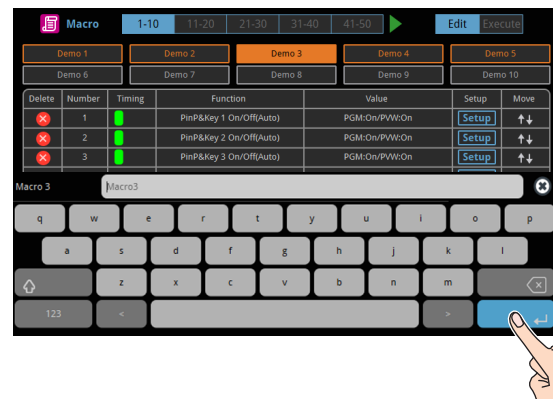 Macro 1-10 11-20 21-30 31-40 41-50 Edit Execute
Demo 1 Demo 2 Demo 3 Demo 4 Demo 5
Demo 6 Demo 7 Demo 8 Demo 9 Demo 10
Delete Number Timing Function Value Setup Move
1 PinP&Key 1 On/Off(Auto) PGM:On/PVW:On Setup
2 PinP&Key 2 On/Off(Auto) PGM:On/PVW:On Setup
3 PinP&Key 3 On/Off(Auto) PGM:On/PVW:On Setup
Macro 3 Macro3
q w e r t y u i o p
a s d f g h j k l
z x c v b n m
123 < >